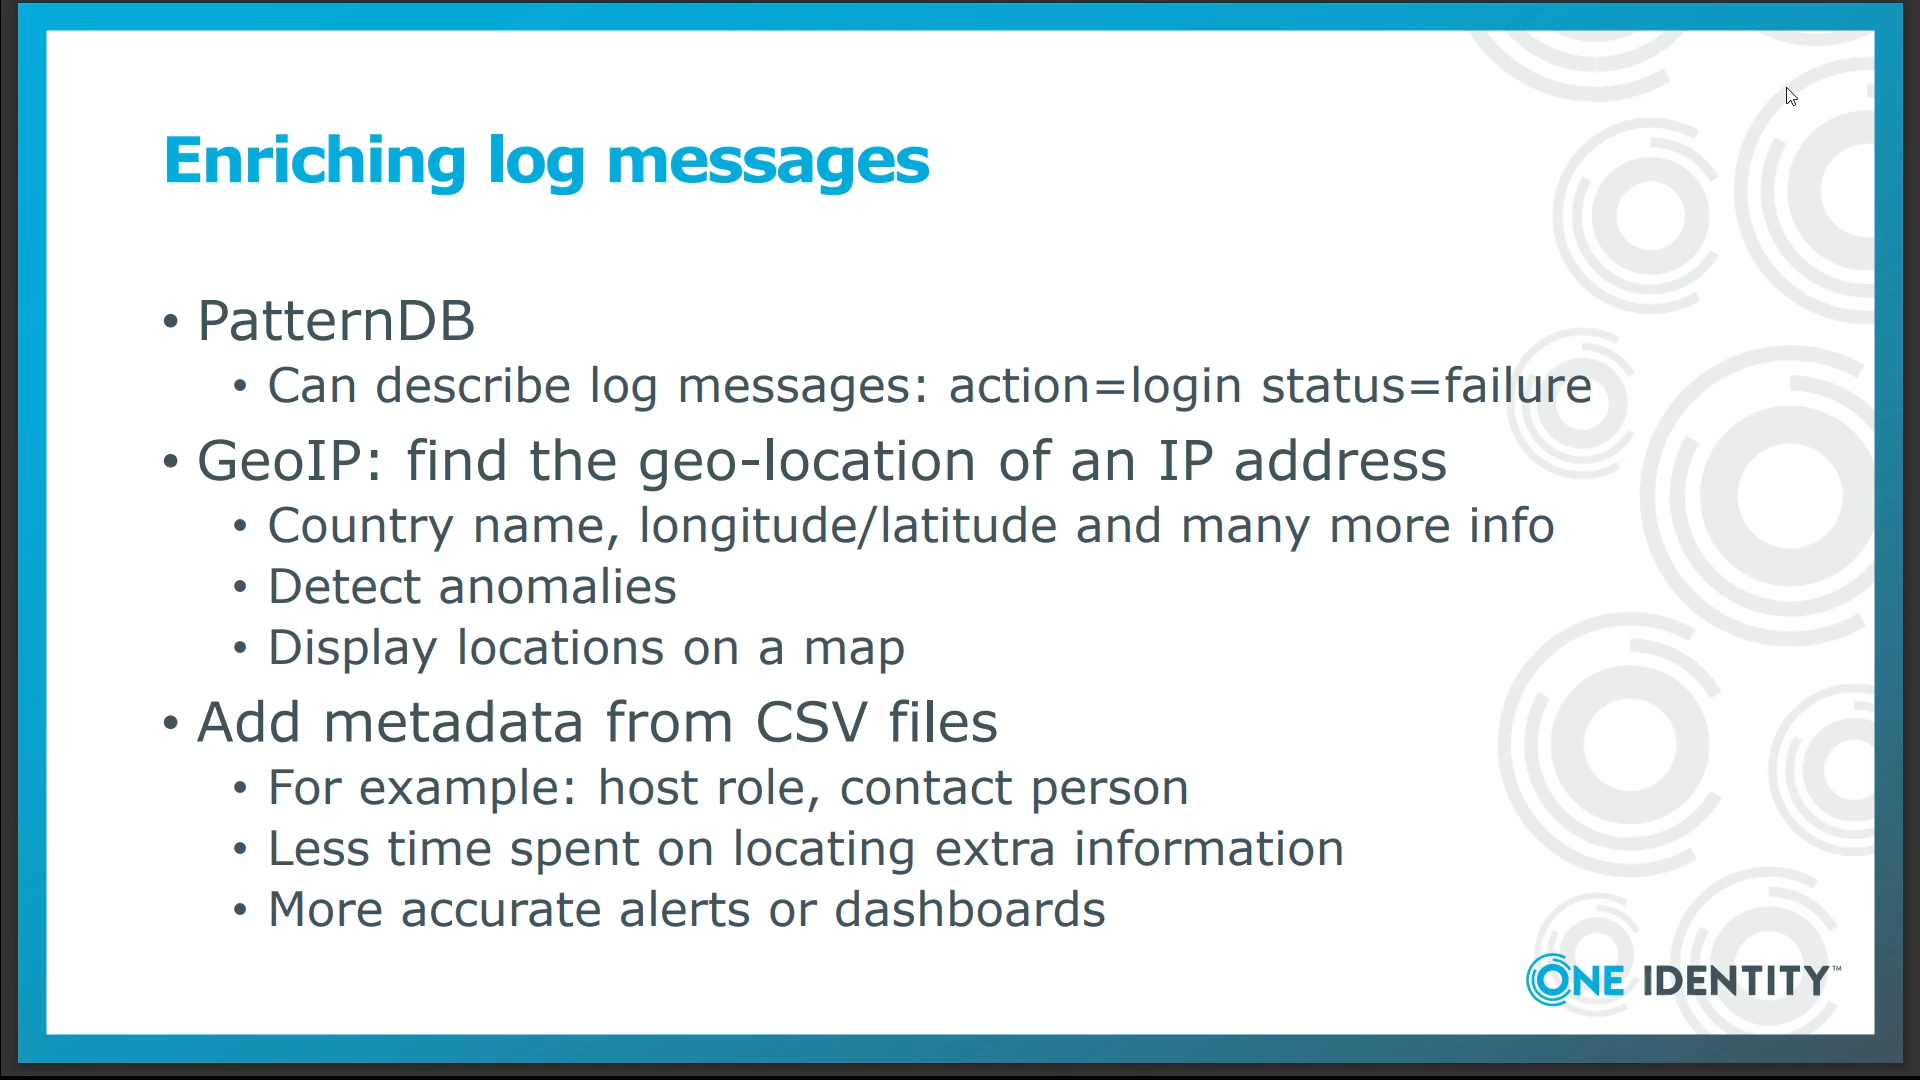 Enriching log messages
• PatternDB
• Can describe log messages: action=login status=failure
• GeoIP: find the geo-location of an IP address
• Country name, longitude/latitude and many more info
• Detect anomalies
• Display locations on a map
• Add metadata from CSV files
• For example: host role, contact person
• Less time spent on locating extra information
• More accurate alerts or dashboards
ONE IDENTITY™